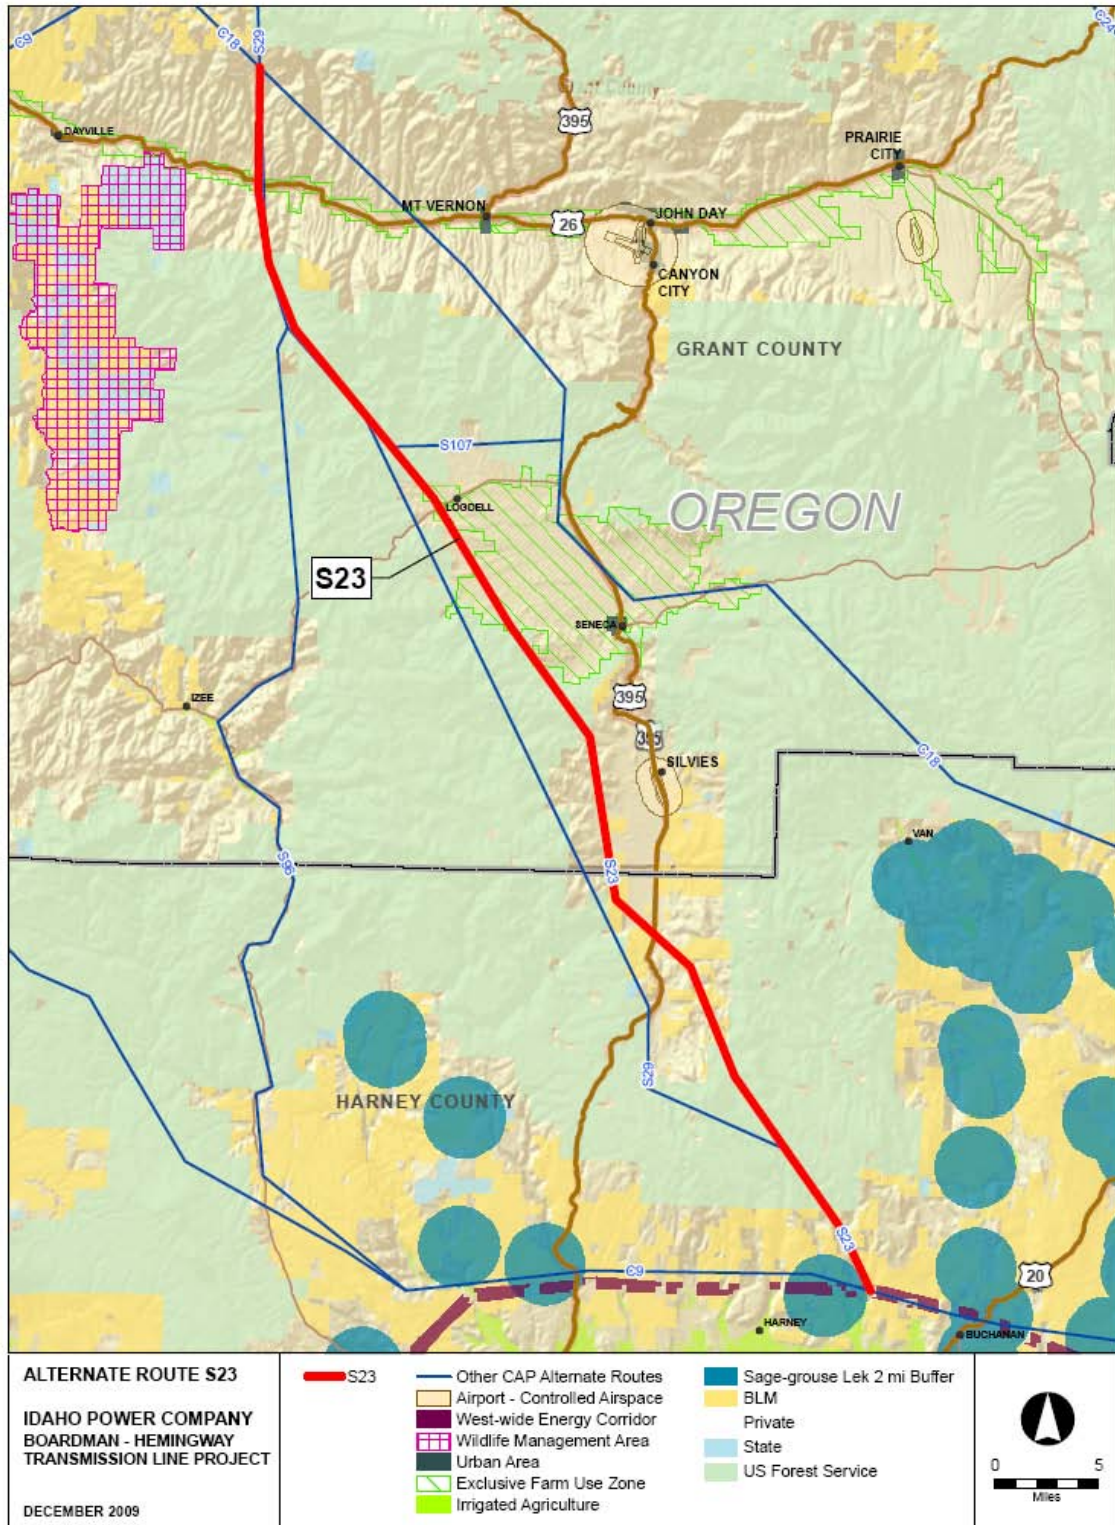 C9
C18
S29
C24
Grant County
395
DAYVILLE
PRAIRIE
CITY
MT VERNON
26
JOHN DAY
CANYON
CITY
GRANT COUNTY
S107
LOGDELL
OREGON
S23
SENECA
395
IZEE
395
SILVIES
C18
VAN
S96
S23
S29
HARNEY COUNTY
S23
C9
20
HARNEY
BUCHANAN
ALTERNATE ROUTE S23
IDAHO POWER COMPANY
BOARDMAN - HEMINGWAY
TRANSMISSION LINE PROJECT
DECEMBER 2009
S23
Other CAP Alternate Routes
Airport - Controlled Airspace
West-wide Energy Corridor
Wildlife Management Area
Urban Area
Exclusive Farm Use Zone
Irrigated Agriculture
Sage-grouse Lek 2 mi Buffer
BLM
Private
State
US Forest Service
0 5
Miles